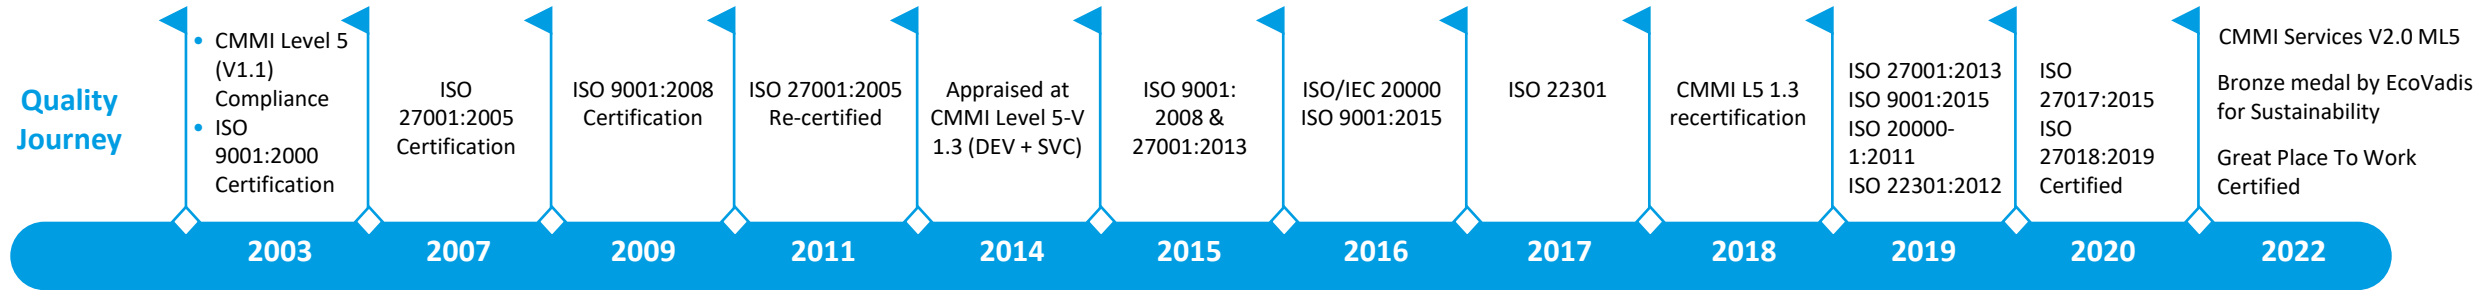 Quality
Journey
• CMMI Level 5
(V1.1)
Compliance
• ISO
9001:2000
Certification
2003
ISO
27001:2005
Certification
2007
ISO 9001:2008
Certification
2009
ISO 27001:2005
Re-certified
2011
Appraised at
CMMI Level 5-V
1.3 (DEV + SVC)
2014
ISO 9001:
2008 &
27001:2013
2015
ISO/IEC 20000
ISO 9001:2015
2016
ISO 22301
2017
CMMI L5 1.3
recertification
2018
ISO 27001:2013
ISO 9001:2015
ISO 20000-
1:2011
ISO 22301:2012
2019
ISO
27017:2015
ISO
27018:2019
Certified
2020
CMMI Services V2.0 ML5
Bronze medal by EcoVadis
for Sustainability
Great Place To Work
Certified
2022